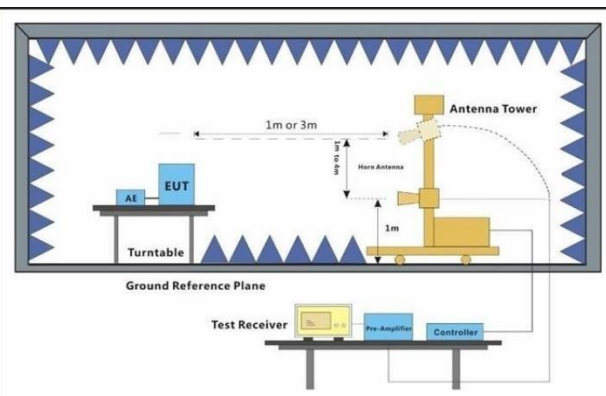 Antenna Tower
1m or 3m
1m to 4m
Horn Antenna
EUT
AE
1m
Turntable
Ground Reference Plane
Test Receiver
Pre-Amplifier
Controller